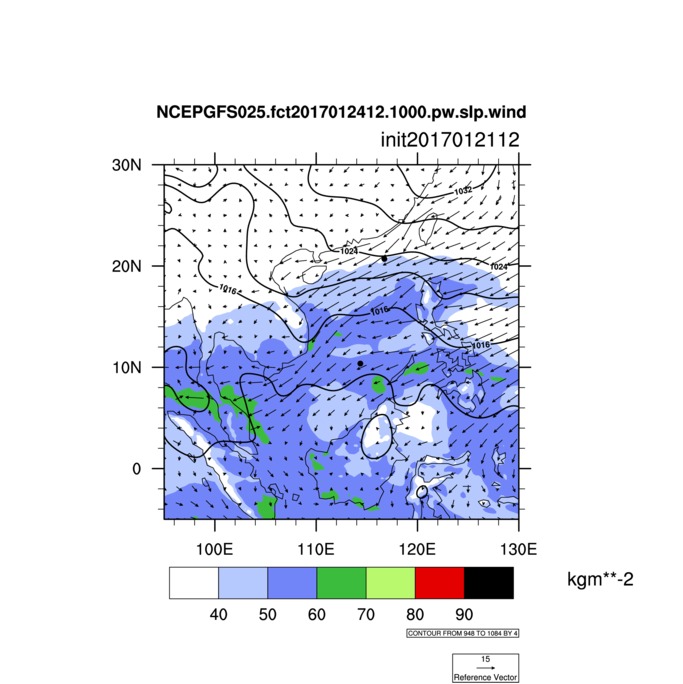 NCEPGFS025.fct2017012412.1000.pw.slp.wind
init2017012112
30N
1032
1024
20N
1024
1016
1016
1016
10N
0
100E 110E 120E 130E
kgm**-2
40 50 60 70 80 90
CONTOUR FROM 948 TO 1084 BY 4
15
Reference Vector